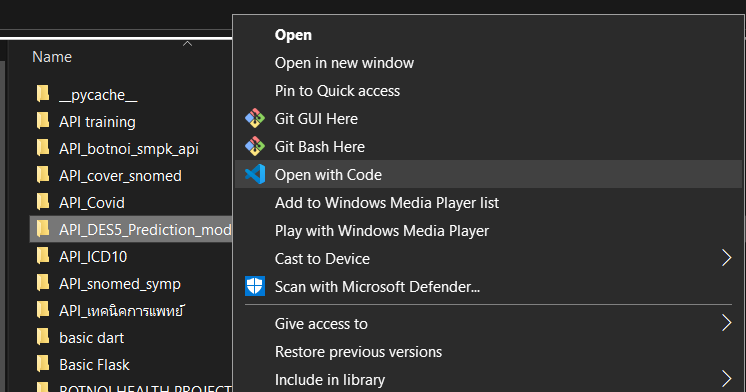 Name
__pycache__
API training
API_botnoi_smpk_api
API_cover_snomed
API_Covid
API_DES5_Prediction_mod
API_ICD10
API_snomed_symp
API_เทคนิคการแพทย์
basic dart
Basic Flask
BOTNOI HEALTH PROJECT
Open
Open in new window
Pin to Quick access
Git GUI Here
Git Bash Here
Open with Code
Add to Windows Media Player list
Play with Windows Media Player
Cast to Device
Scan with Microsoft Defender...
Give access to
Restore previous versions
Include in library